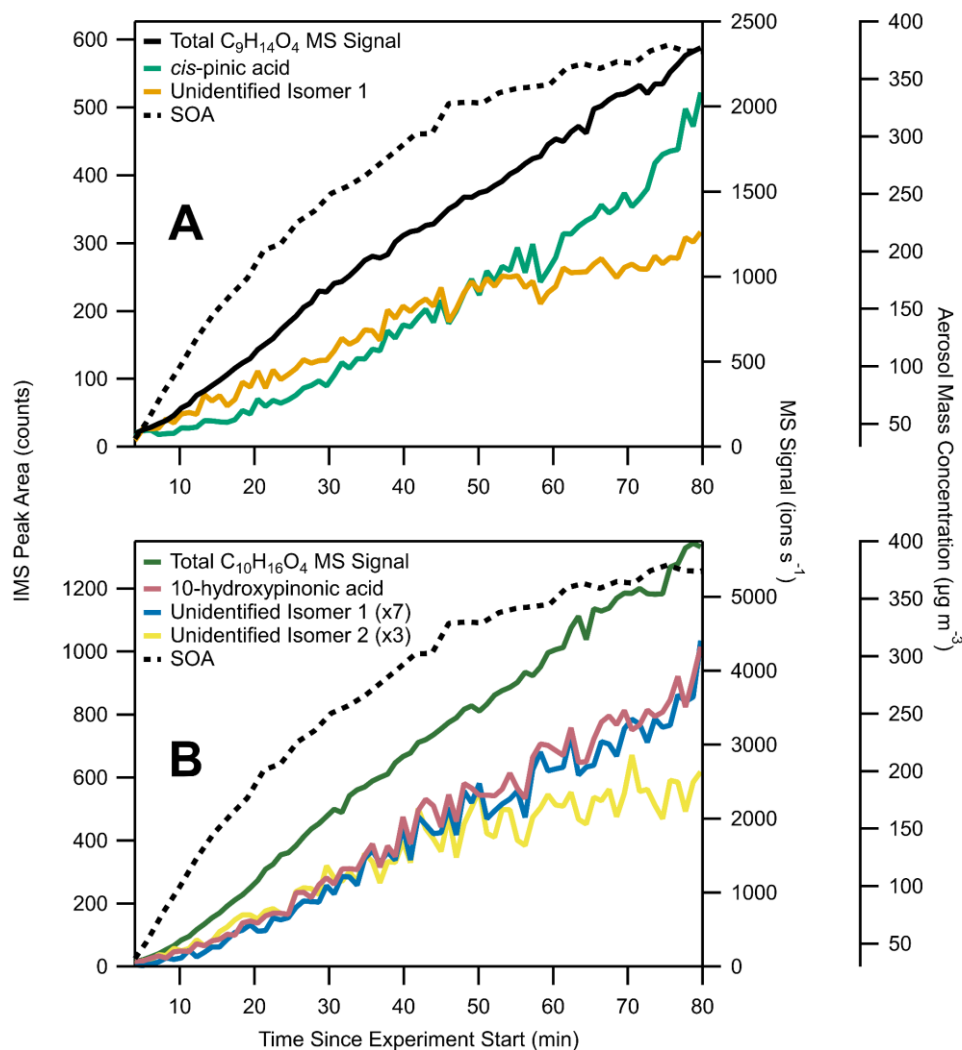 A
Total C₉H₁₄O₄ MS Signal
cis-pinic acid
Unidentified Isomer 1
SOA
600
500
400
300
200
100
0
2500
2000
1500
1000
500
0
400
350
300
250
200
150
100
50
10 20 30 40 50 60 70 80
B
Total C₁₀H₁₆O₄ MS Signal
10-hydroxypinonic acid
Unidentified Isomer 1 (x7)
Unidentified Isomer 2 (x3)
SOA
1200
1000
800
600
400
200
0
5000
4000
3000
2000
1000
0
400
350
300
250
200
150
100
50
10 20 30 40 50 60 70 80
Time Since Experiment Start (min)
IMS Peak Area (counts)
MS Signal (ions s⁻¹)
Aerosol Mass Concentration (µg m⁻³)